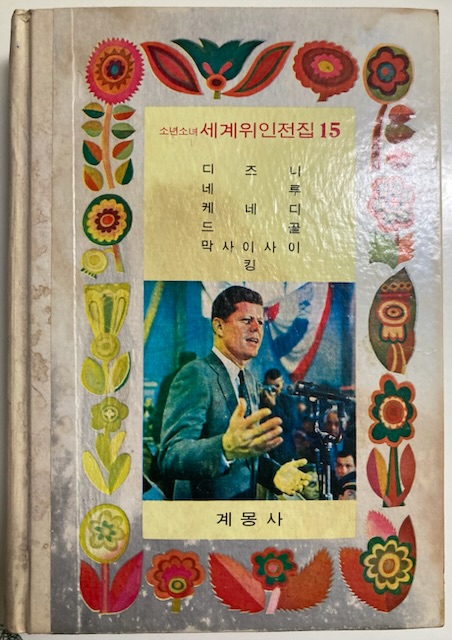 소년소녀 세계위인전집 15
디즈니
네루
케네디
드골
막사이사이
킹
계몽사